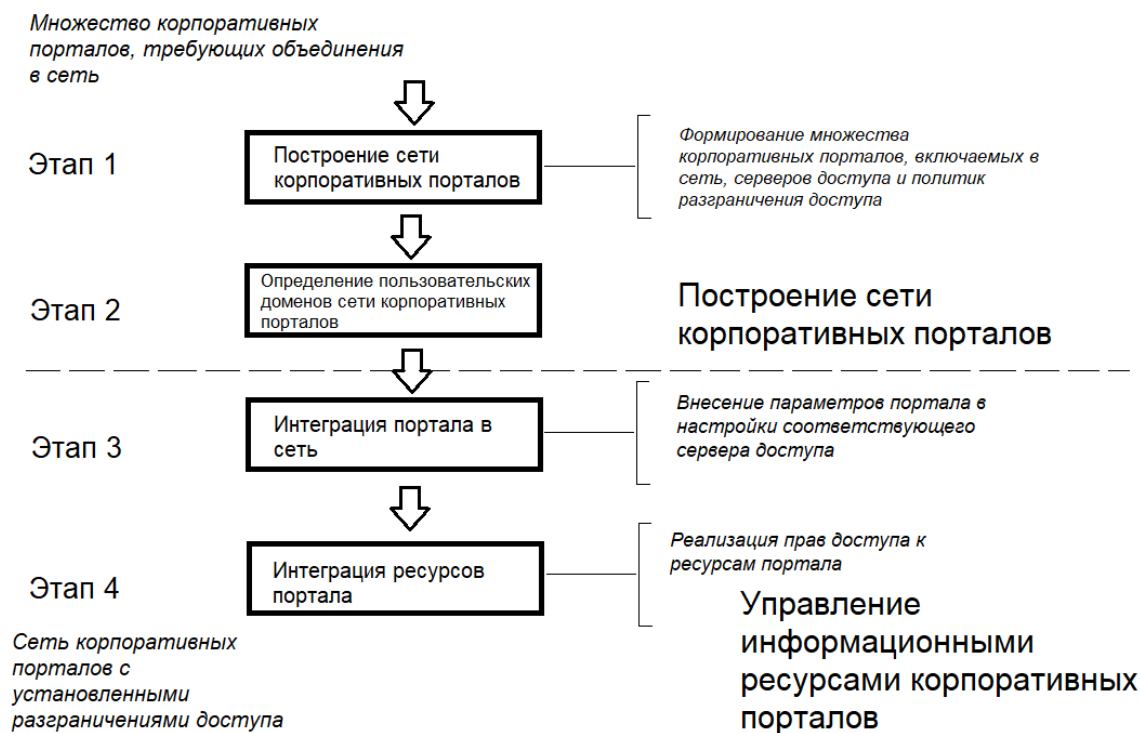 Множество корпоративных
порталов, требующих объединения
в сеть
Этап 1
Построение сети
корпоративных порталов
Формирование множества
корпоративных порталов, включаемых в
сеть, серверов доступа и политик
разграничения доступа
Этап 2
Определение пользовательских
доменов сети корпоративных
порталов
Построение сети
корпоративных порталов
Этап 3
Интеграция портала в
сеть
Внесение параметров портала в
настройки соответствующего
сервера доступа
Этап 4
Интеграция ресурсов
портала
Реализация прав доступа к
ресурсам портала
Управление
информационными
ресурсами корпоративных
порталов
Сеть корпоративных
порталов с
установленными
разграничениями доступа